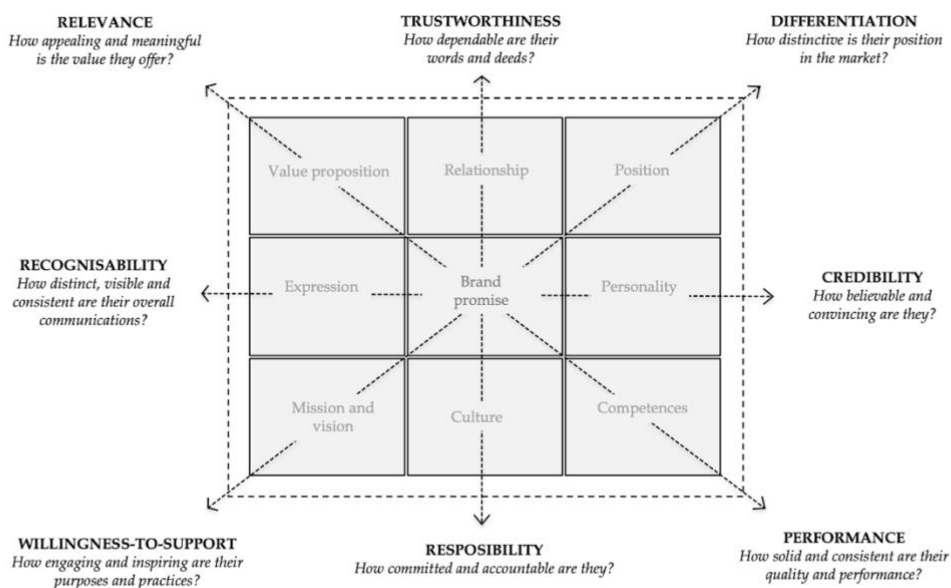 RELEVANCE
How appealing and meaningful
is the value they offer?
TRUSTWORTHINESS
How dependable are their
words and deeds?
DIFFERENTIATION
How distinctive is their position
in the market?
Value proposition
Relationship
Position
RECOGNISABILITY
How distinct, visible and
consistent are their overall
communications?
Expression
Brand
promise
Personality
CREDIBILITY
How believable and
convincing are they?
Mission and
vision
Culture
Competences
WILLINGNESS-TO-SUPPORT
How engaging and inspiring are their
purposes and practices?
RESPOSIBILITY
How committed and accountable are they?
PERFORMANCE
How solid and consistent are their
quality and performance?